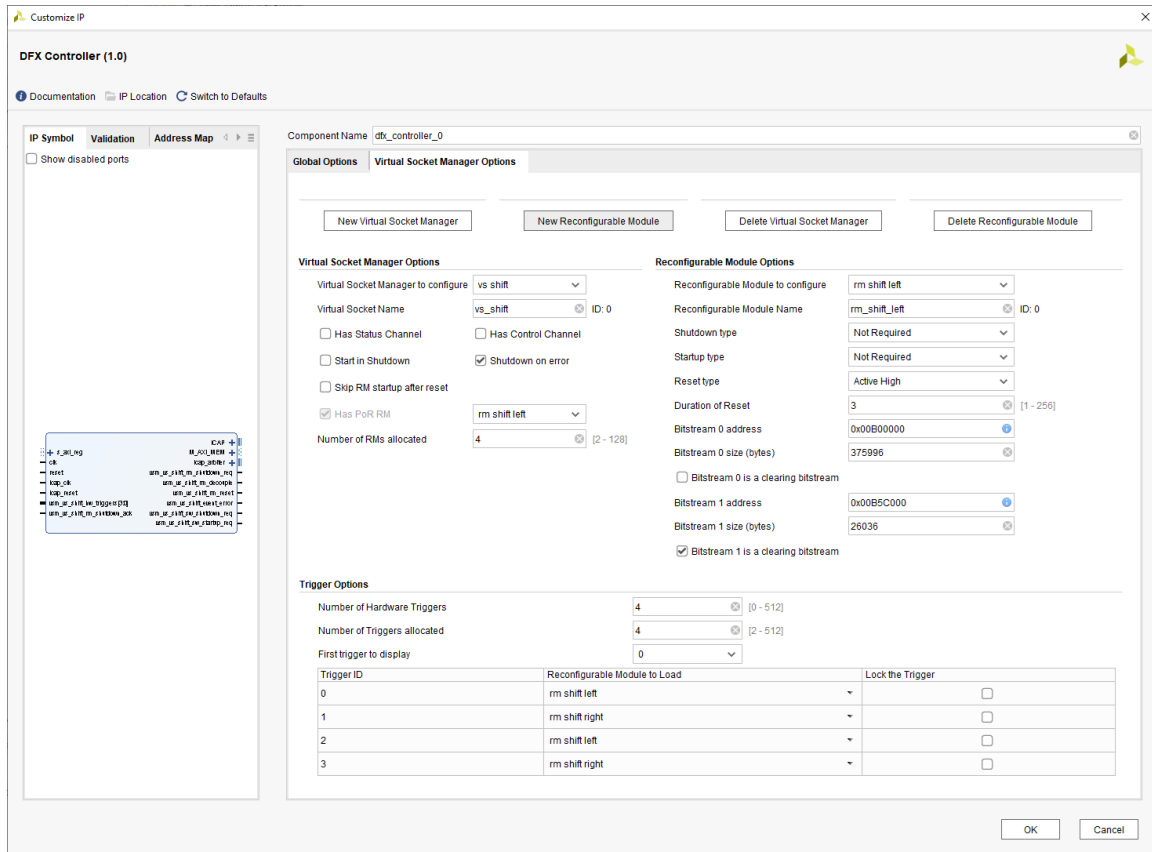 Customize IP
DFX Controller (1.0)
Documentation IP Location Switch to Defaults
IP Symbol Validation Address Map
Show disabled ports
ICAP
s_axi_reg M_AXI_MEM
clk icap_arbiter
reset
icap_clk
icap_reset
Component Name dfx_controller_0
Global Options Virtual Socket Manager Options
New Virtual Socket Manager New Reconfigurable Module Delete Virtual Socket Manager Delete Reconfigurable Module
Virtual Socket Manager Options
Virtual Socket Manager to configure vs shift
Virtual Socket Name vs_shift ID: 0
Has Status Channel Has Control Channel
Start in Shutdown Shutdown on error
Skip RM startup after reset
Has PoR RM rm shift left
Number of RMs allocated 4 [2 - 128]
Reconfigurable Module Options
Reconfigurable Module to configure rm shift left
Reconfigurable Module Name rm_shift_left ID: 0
Shutdown type Not Required
Startup type Not Required
Reset type Active High
Duration of Reset 3 [1 - 256]
Bitstream 0 address 0x00B00000
Bitstream 0 size (bytes) 375996
Bitstream 0 is a clearing bitstream
Bitstream 1 address 0x00B5C000
Bitstream 1 size (bytes) 26036
Bitstream 1 is a clearing bitstream
Trigger Options
Number of Hardware Triggers 4 [0 - 512]
Number of Triggers allocated 4 [2 - 512]
First trigger to display 0
Trigger ID Reconfigurable Module to Load Lock the Trigger
0 rm shift left
1 rm shift right
2 rm shift left
3 rm shift right
OK Cancel